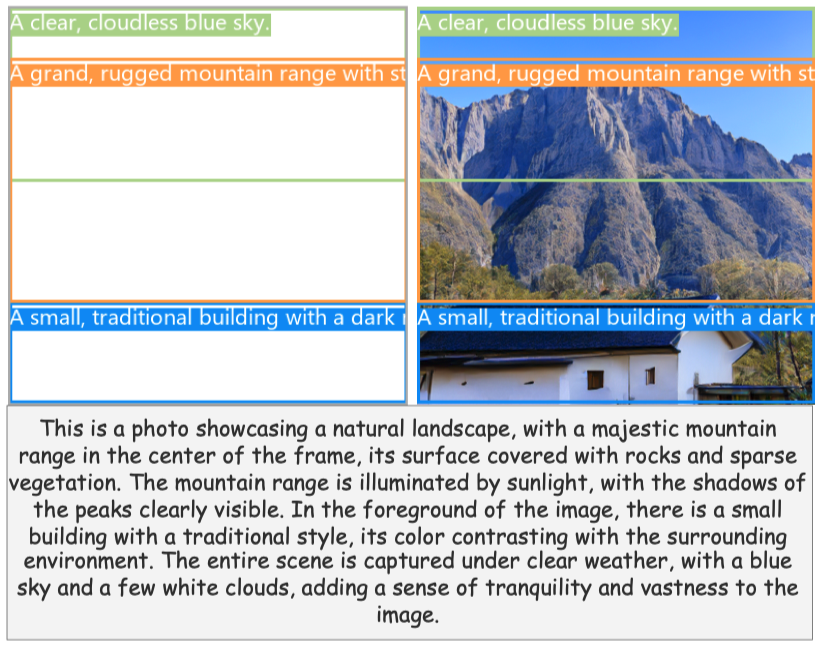 A clear, cloudless blue sky.
A clear, cloudless blue sky.
A grand, rugged mountain range with st
A grand, rugged mountain range with st
A small, traditional building with a dark
A small, traditional building with a dark
This is a photo showcasing a natural landscape, with a majestic mountain
range in the center of the frame, its surface covered with rocks and sparse
vegetation. The mountain range is illuminated by sunlight, with the shadows of
the peaks clearly visible. In the foreground of the image, there is a small
building with a traditional style, its color contrasting with the surrounding
environment. The entire scene is captured under clear weather, with a blue
sky and a few white clouds, adding a sense of tranquility and vastness to the
image.